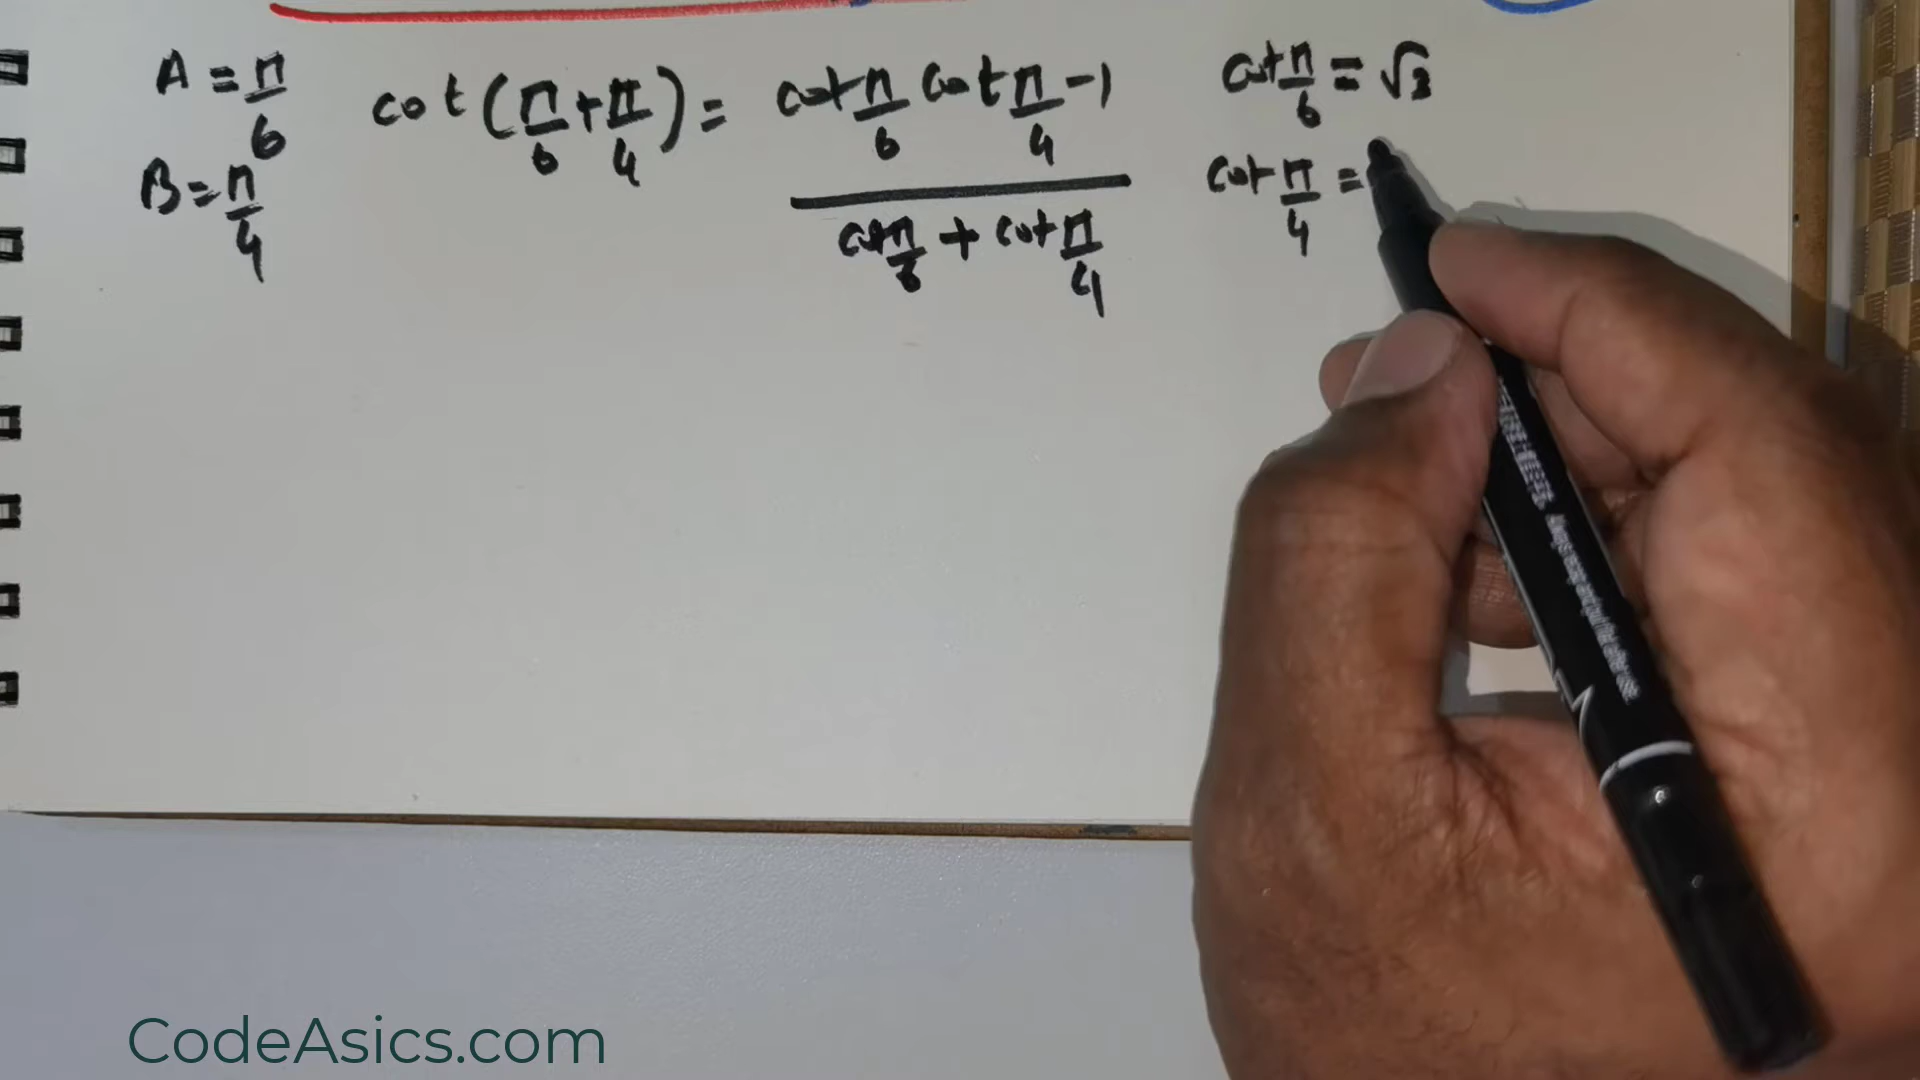 A = π/6
B = π/4
cot(π/6 + π/4) = (cot π/6 cot π/4 - 1) / (cot π/6 + cot π/4)
cot π/6 = √3
cot π/4 =
CodeAsics.com